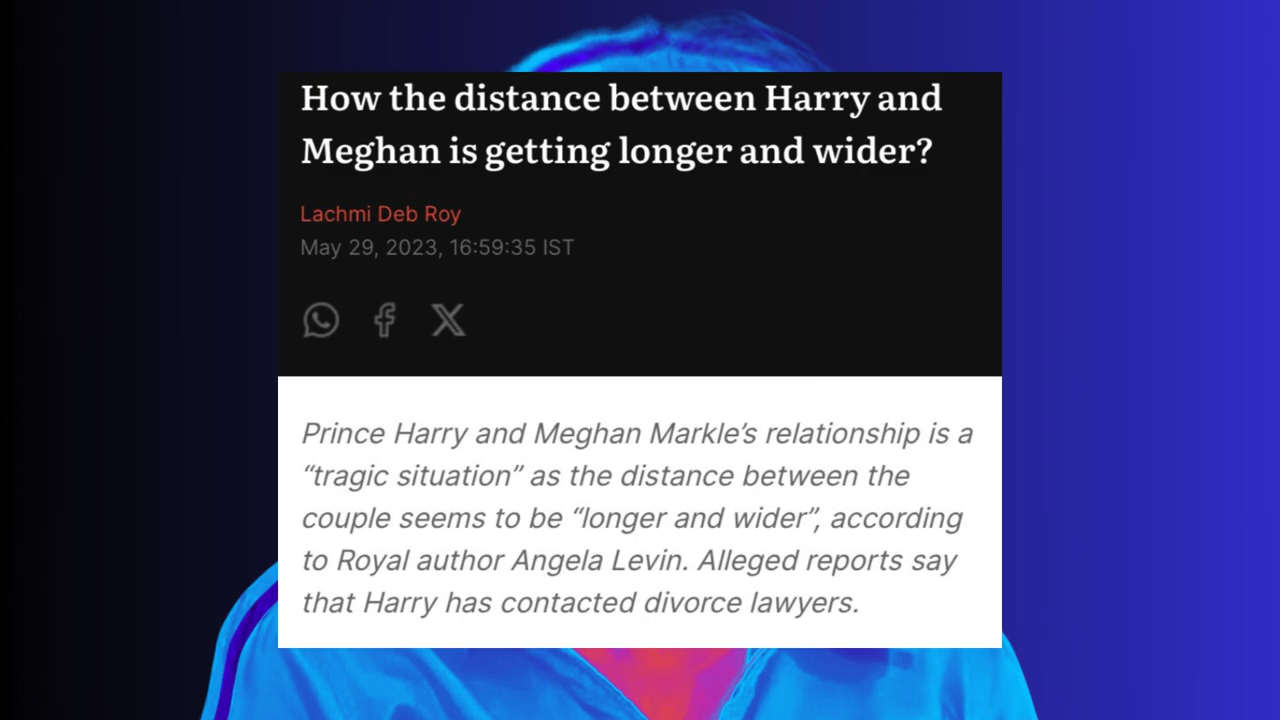 How the distance between Harry and
Meghan is getting longer and wider?
Lachmi Deb Roy
May 29, 2023, 16:59:35 IST
Prince Harry and Meghan Markle’s relationship is a
“tragic situation” as the distance between the
couple seems to be “longer and wider”, according
to Royal author Angela Levin. Alleged reports say
that Harry has contacted divorce lawyers.